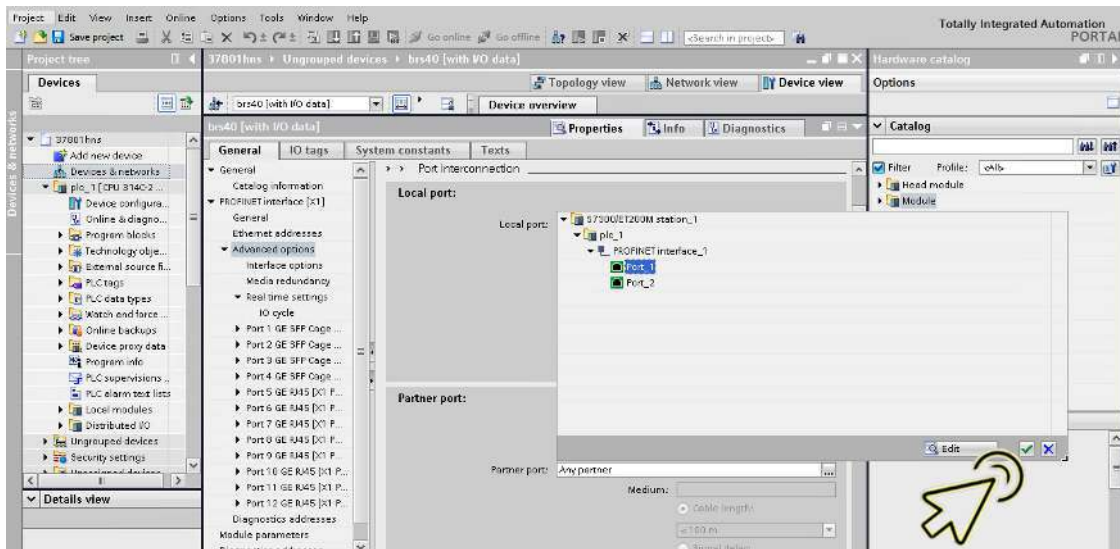 Project Edit View Insert Online Options Tools Window Help
Totally Integrated Automation
PORTAL
Save project
Go online
Go offline
<Search in project>
Project tree
37801hns › Ungrouped devices › brs40 [with I/O data]
Hardware catalog
Devices
Topology view
Network view
Device view
Options
brs40 [with I/O data]
Device overview
Devices & networks
brs40 [with I/O data]
Properties
Info
Diagnostics
Catalog
General
IO tags
System constants
Texts
37801hns
Add new device
Devices & networks
plc_1 [CPU 314C-2 ...
Device configura...
Online & diagno...
Program blocks
Technology obje...
External source fi...
PLC tags
PLC data types
Watch and force ...
Online backups
Device proxy data
Program info
PLC supervisions ...
PLC alarm text lists
Local modules
Distributed I/O
Ungrouped devices
Security settings
Details view
General
Catalog information
PROFINET interface [X1]
General
Ethernet addresses
Advanced options
Interface options
Media redundancy
Real time settings
IO cycle
Port 1 GE SFP Cage ...
Port 2 GE SFP Cage ...
Port 3 GE SFP Cage ...
Port 4 GE SFP Cage ...
Port 5 GE RJ45 [X1 P...
Port 6 GE RJ45 [X1 P...
Port 7 GE RJ45 [X1 P...
Port 8 GE RJ45 [X1 P...
Port 9 GE RJ45 [X1 P...
Port 10 GE RJ45 [X1 P...
Port 11 GE RJ45 [X1 P...
Port 12 GE RJ45 [X1 P...
Diagnostics addresses
Module parameters
Port interconnection
Local port:
Local port:
S7300/ET200M station_1
plc_1
PROFINET interface_1
Port_1
Port_2
Edit
Partner port:
Partner port: Any partner
Medium:
Cable length:
<100 m
Signal delay:
Filter Profile: <All>
Head module
Module